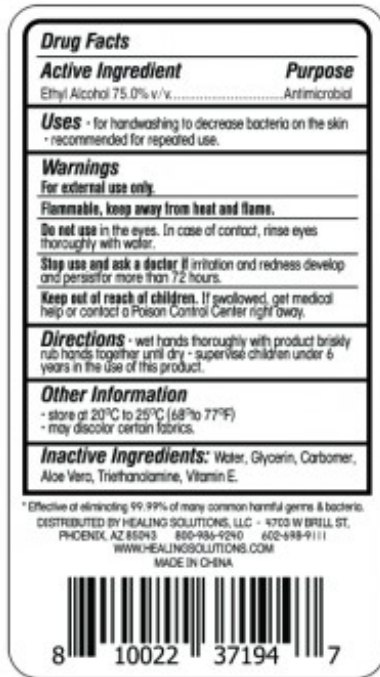 Drug Facts
Active Ingredient Purpose
Ethyl Alcohol 75.0% v/v.......................Antimicrobial
Uses · for handwashing to decrease bacteria on the skin
· recommended for repeated use.
Warnings
For external use only.
Flammable, keep away from heat and flame.
Do not use in the eyes. In case of contact, rinse eyes
thoroughly with water.
Stop use and ask a doctor if irritation and redness develop
and persistfor more than 72 hours.
Keep out of reach of children. If swallowed, get medical
help or contact a Poison Control Center right away.
Directions · wet hands thoroughly with product briskly
rub hands together until dry · supervise children under 6
years in the use of this product.
Other Information
· store at 20°C to 25°C (68°to 77°F)
· may discolor certain fabrics.
Inactive Ingredients: Water, Glycerin, Carbomer,
Aloe Vera, Triethanolamine, Vitamin E.
* Effective at eliminating 99.99% of many common harmful germs & bacteria.
DISTRIBUTED BY HEALING SOLUTIONS, LLC · 4703 W BRILL ST,
PHOENIX, AZ 85043 800-986-9240 602-698-9111
WWW.HEALINGSOLUTIONS.COM
MADE IN CHINA
8 10022 37194 7